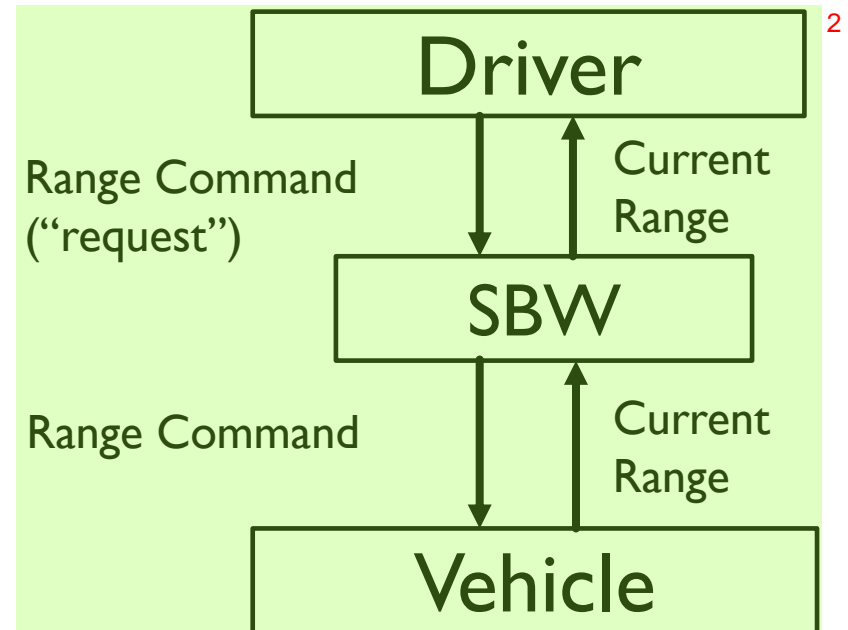 2
Driver
Range Command
(“request”)
Current
Range
SBW
Range Command
Current
Range
Vehicle